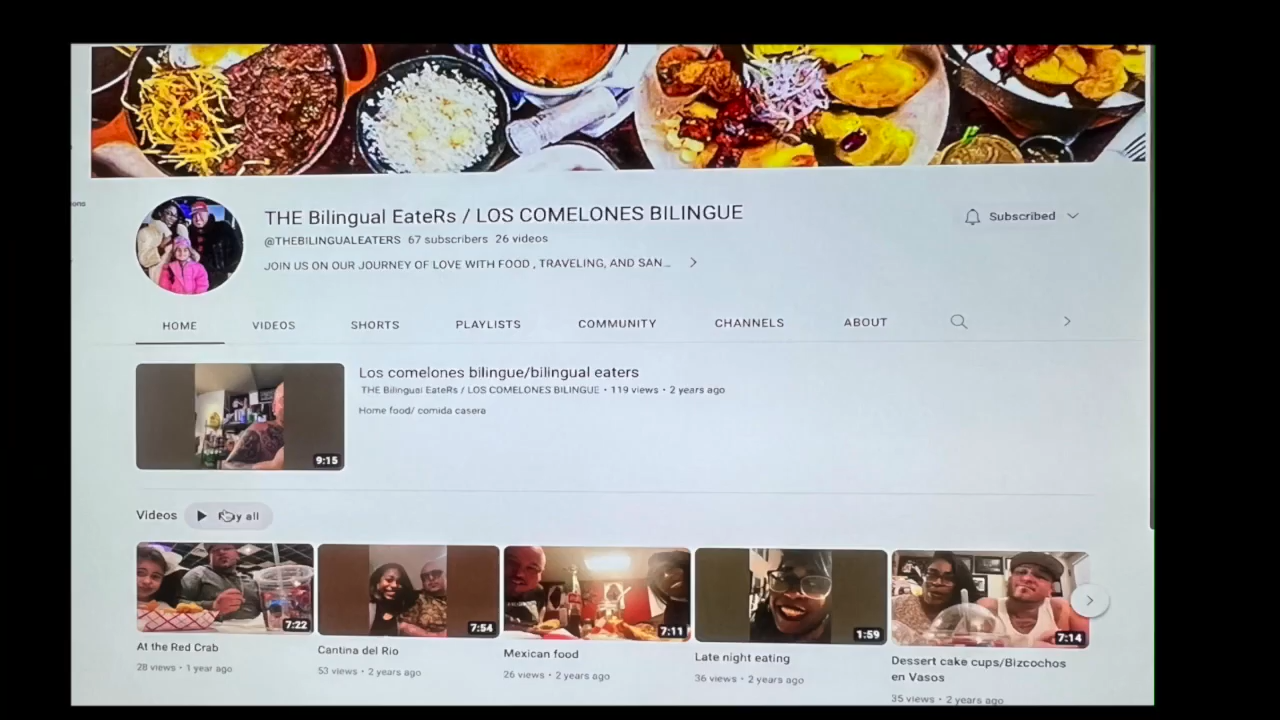 ons
THE Bilingual EateRs / LOS COMELONES BILINGUE
Subscribed
@THEBILINGUALEATERS 67 subscribers 26 videos
JOIN US ON OUR JOURNEY OF LOVE WITH FOOD , TRAVELING, AND SAN...
HOME VIDEOS SHORTS PLAYLISTS COMMUNITY CHANNELS ABOUT
Los comelones bilingue/bilingual eaters
THE Bilingual EateRs / LOS COMELONES BILINGUE • 119 views • 2 years ago
Home food/ comida casera
9:15
Videos Play all
7:22 7:54 7:11 1:59 7:14
At the Red Crab
28 views • 1 year ago
Cantina del Rio
53 views • 2 years ago
Mexican food
26 views • 2 years ago
Late night eating
36 views • 2 years ago
Dessert cake cups/Bizcochos
en Vasos
35 views • 2 years ago